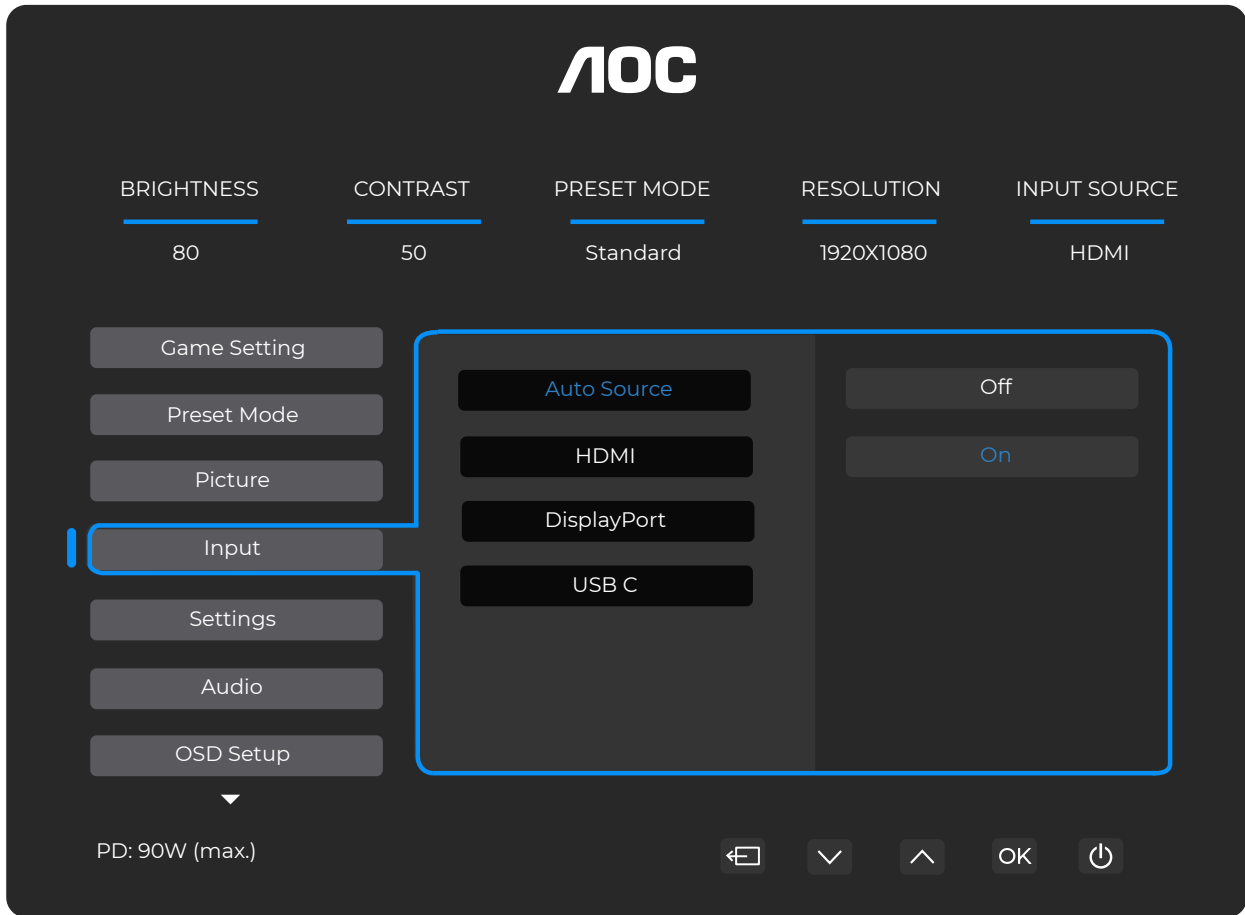 AOC
BRIGHTNESS CONTRAST PRESET MODE RESOLUTION INPUT SOURCE
80 50 Standard 1920X1080 HDMI
Game Setting
Preset Mode
Picture
Input
Settings
Audio
OSD Setup
Auto Source
HDMI
DisplayPort
USB C
Off
On
PD: 90W (max.)
OK